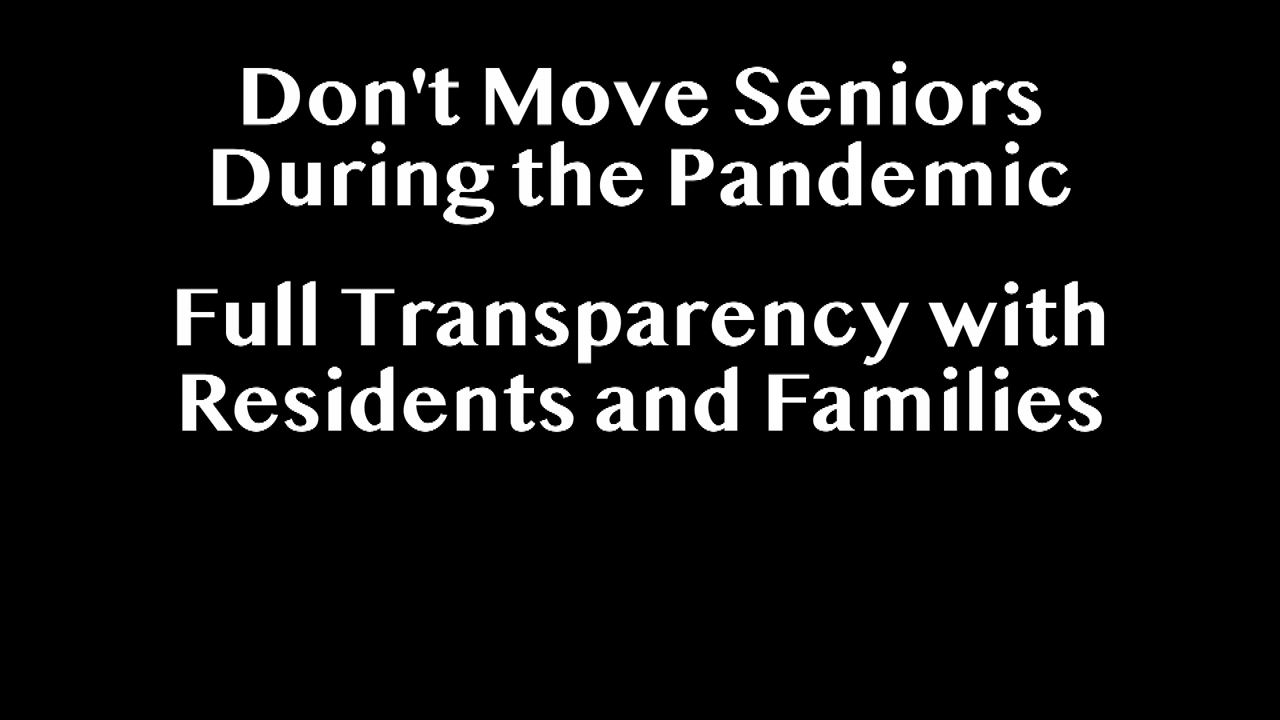 Don't Move Seniors
During the Pandemic
Full Transparency with
Residents and Families